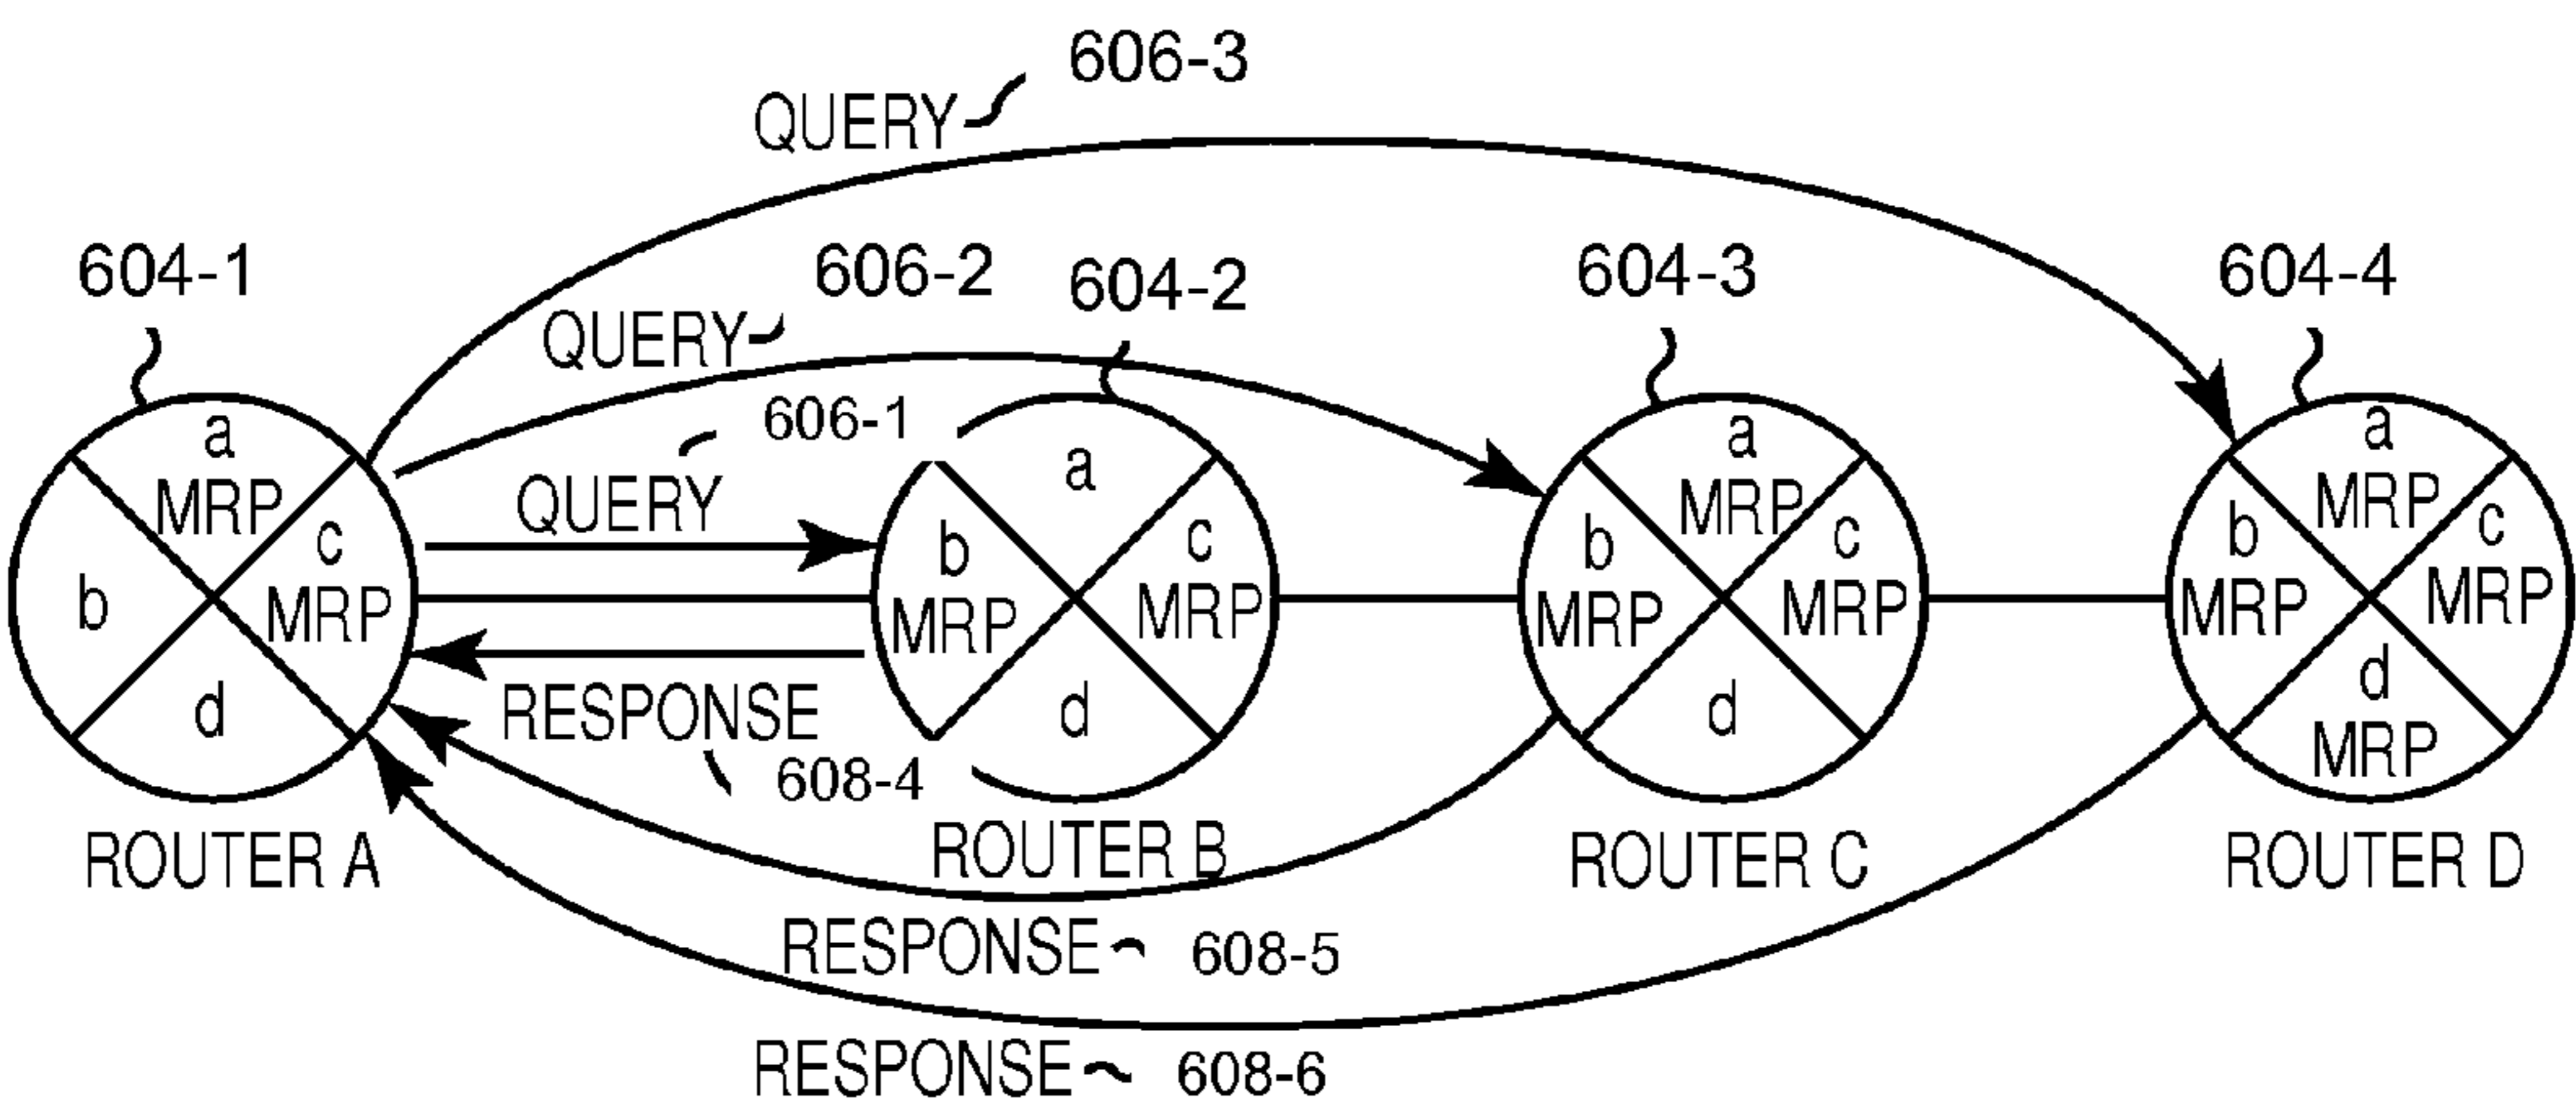 606-3
QUERY
604-1
606-2
604-2
604-3
604-4
QUERY
606-1
QUERY
a
MRP
b
c
MRP
d
a
b
MRP
c
MRP
d
a
MRP
b
MRP
c
MRP
d
a
MRP
b
MRP
c
MRP
d
MRP
RESPONSE
608-4
ROUTER A
ROUTER B
ROUTER C
ROUTER D
RESPONSE
608-5
RESPONSE
608-6